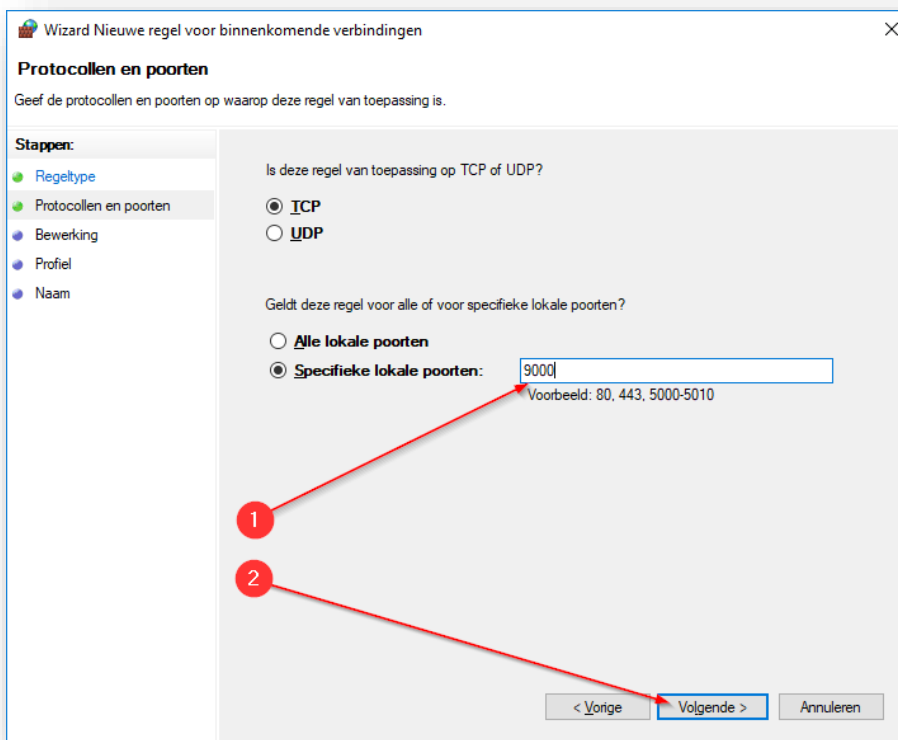 Wizard Nieuwe regel voor binnenkomende verbindingen
Protocollen en poorten
Geef de protocollen en poorten op waarop deze regel van toepassing is.
Stappen:
Regeltype
Protocollen en poorten
Bewerking
Profiel
Naam
Is deze regel van toepassing op TCP of UDP?
TCP
UDP
Geldt deze regel voor alle of voor specifieke lokale poorten?
Alle lokale poorten
Specifieke lokale poorten: 9000
Voorbeeld: 80, 443, 5000-5010
1
2
< Vorige Volgende > Annuleren